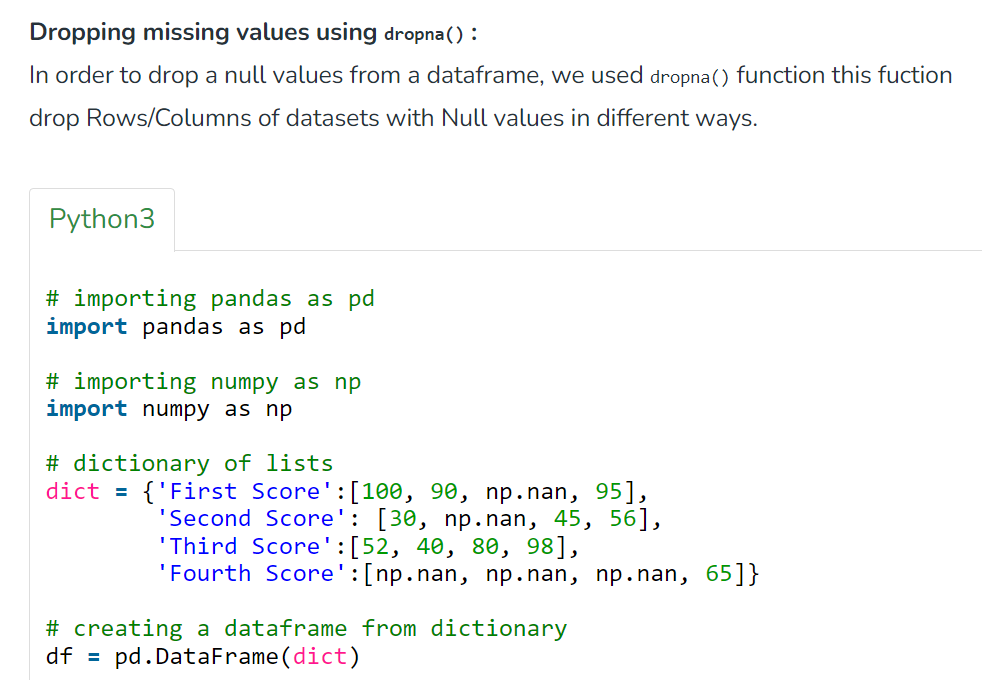 Dropping missing values using dropna() :
In order to drop a null values from a dataframe, we used dropna() function this fuction
drop Rows/Columns of datasets with Null values in different ways.
Python3
# importing pandas as pd
import pandas as pd
# importing numpy as np
import numpy as np
# dictionary of lists
dict = {'First Score':[100, 90, np.nan, 95],
'Second Score': [30, np.nan, 45, 56],
'Third Score':[52, 40, 80, 98],
'Fourth Score':[np.nan, np.nan, np.nan, 65]}
# creating a dataframe from dictionary
df = pd.DataFrame(dict)